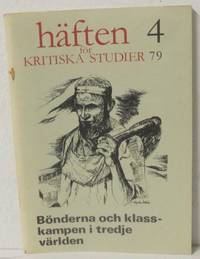 häften 4
för
KRITISKA STUDIER 79
Bönderna och klass-
kampen i tredje
världen